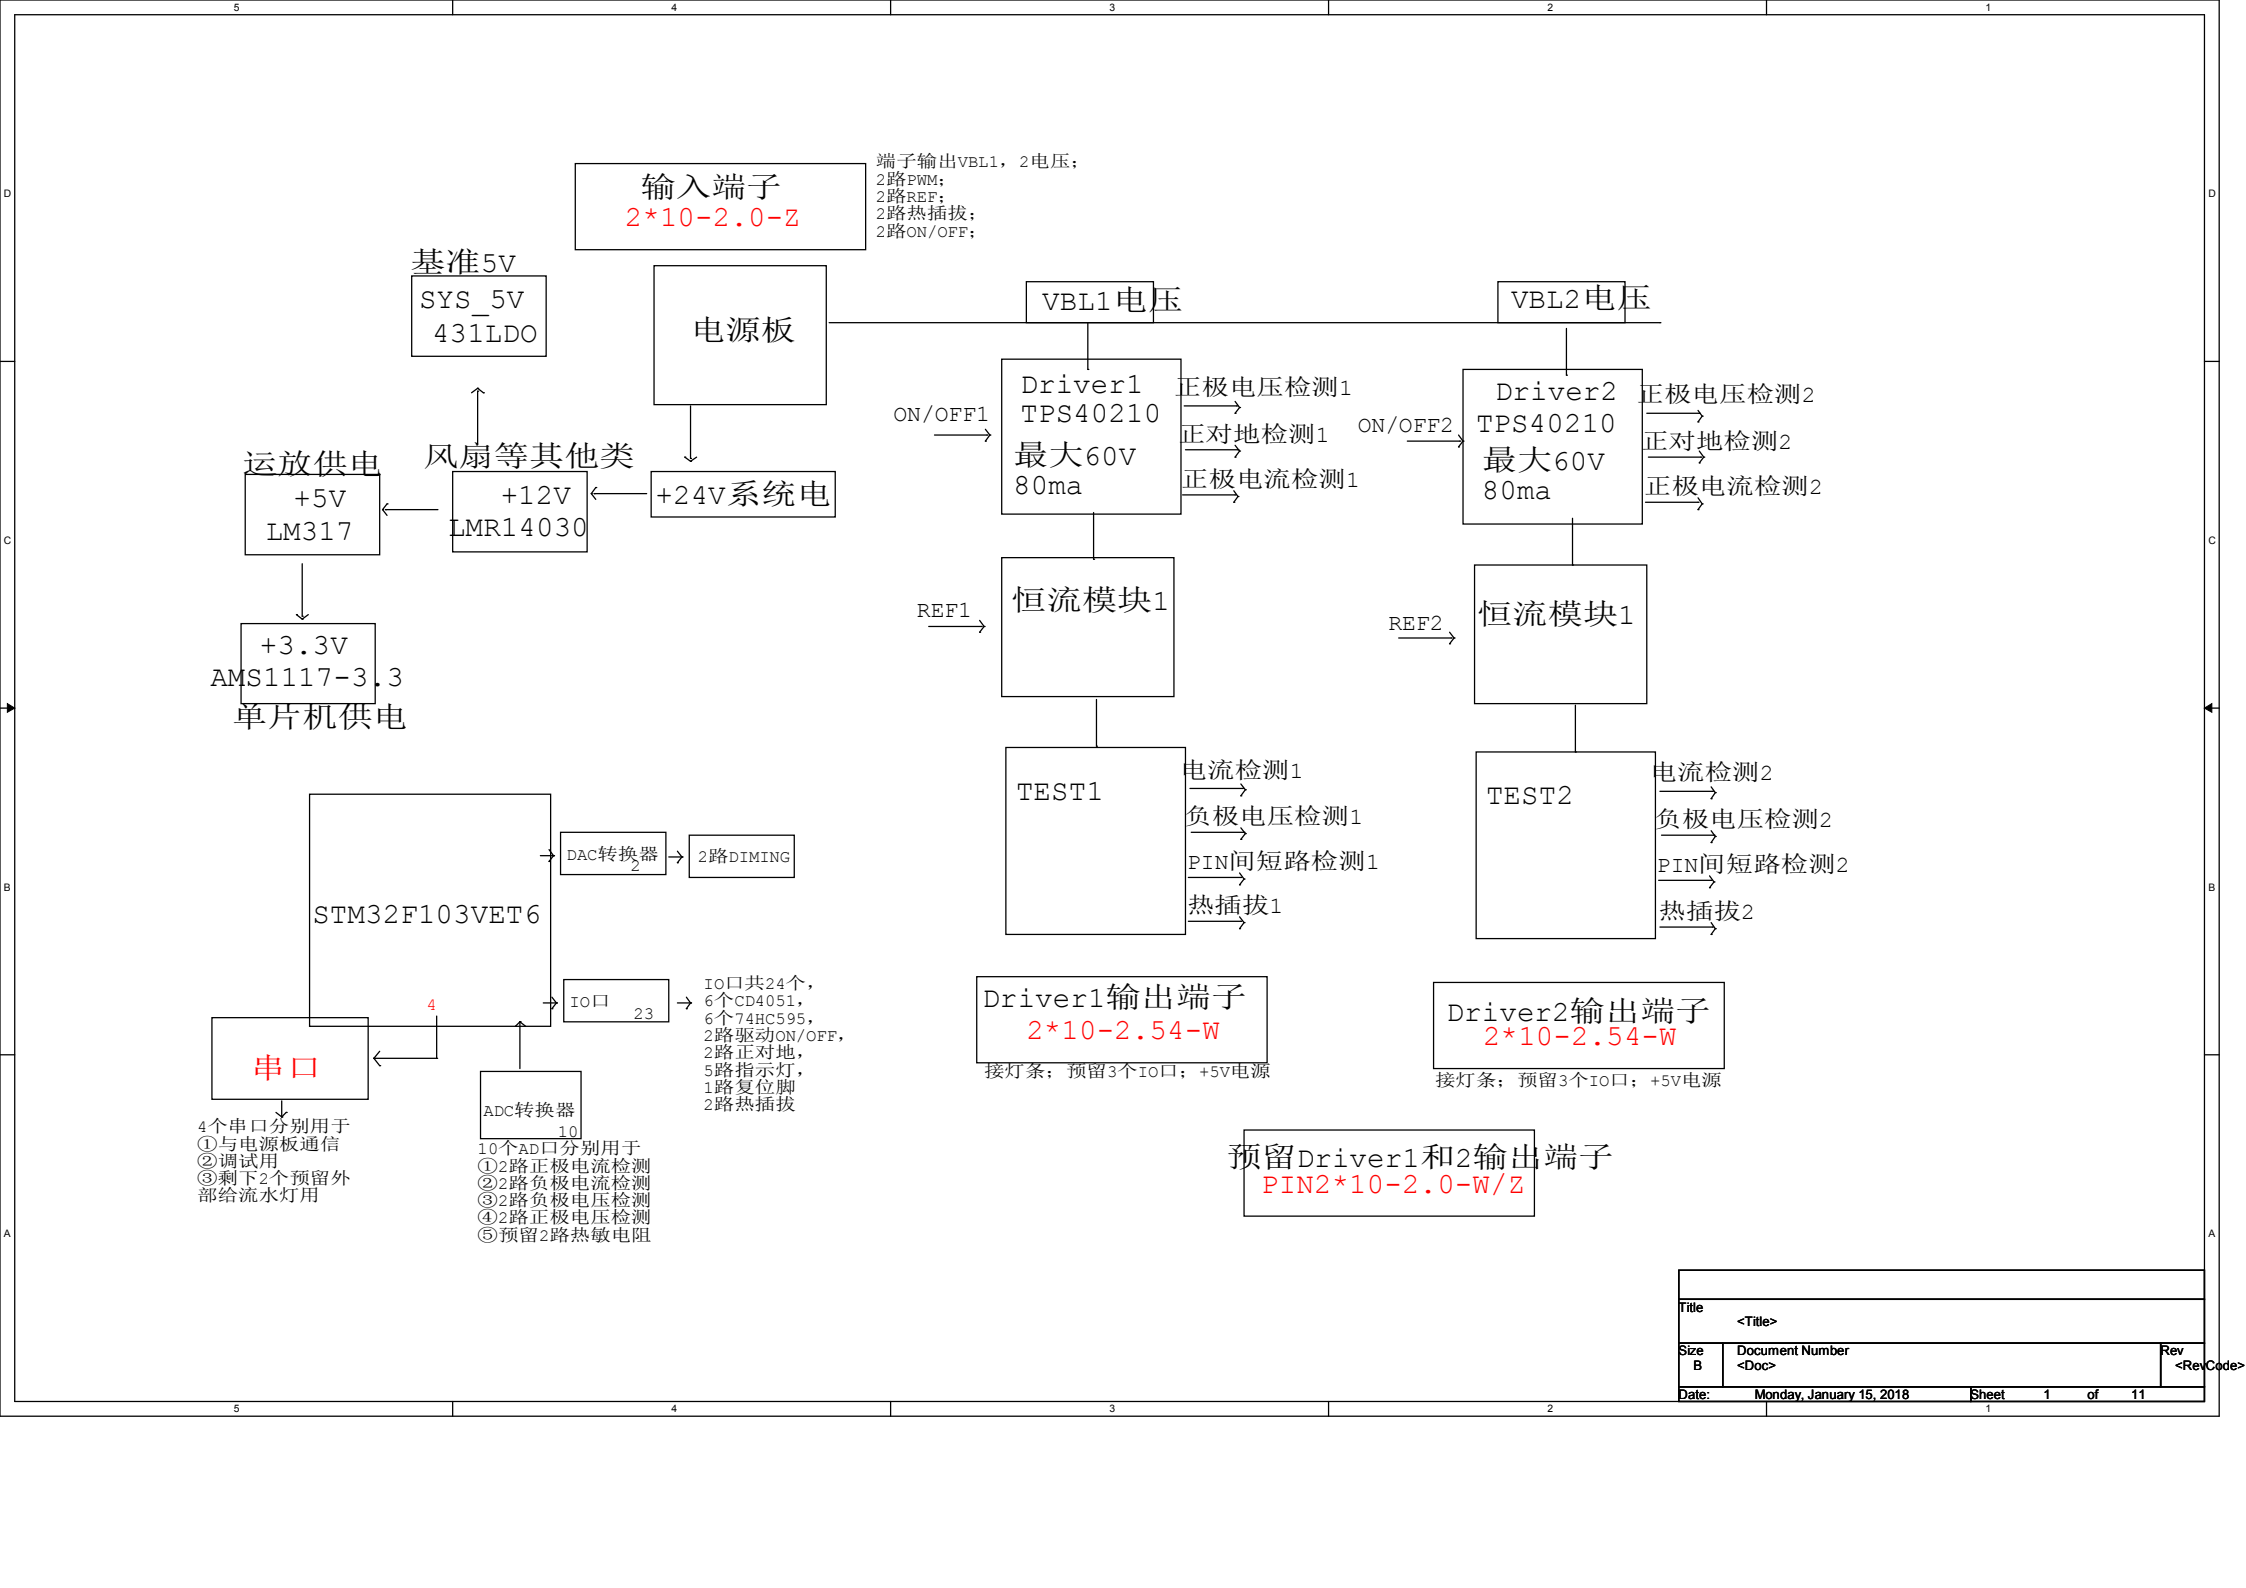 5 4 3 2 1
D
D
C
C
B
B
A
A
输入端子
2*10-2.0-Z
端子输出VBL1，2电压；
2路PWM；
2路REF；
2路热插拔；
2路ON/OFF；
基准5V
SYS_5V
431LDO
电源板
VBL1电压
VBL2电压
Driver1
TPS40210
最大60V
80ma
ON/OFF1
正极电压检测1
正对地检测1
正极电流检测1
Driver2
TPS40210
最大60V
80ma
ON/OFF2
正极电压检测2
正对地检测2
正极电流检测2
运放供电
+5V
LM317
风扇等其他类
+12V
LMR14030
+24V系统电
+3.3V
AMS1117-3.3
单片机供电
REF1
恒流模块1
REF2
恒流模块1
TEST1
电流检测1
负极电压检测1
PIN间短路检测1
热插拔1
TEST2
电流检测2
负极电压检测2
PIN间短路检测2
热插拔2
STM32F103VET6
4
DAC转换器
2
2路DIMING
IO口
23
IO口共24个，
6个CD4051，
6个74HC595，
2路驱动ON/OFF，
2路正对地，
5路指示灯，
1路复位脚
2路热插拔
串口
4个串口分别用于
①与电源板通信
②调试用
③剩下2个预留外
部给流水灯用
ADC转换器
10
10个AD口分别用于
①2路正极电流检测
②2路负极电流检测
③2路负极电压检测
④2路正极电压检测
⑤预留2路热敏电阻
Driver1输出端子
2*10-2.54-W
接灯条；预留3个IO口；+5V电源
Driver2输出端子
2*10-2.54-W
接灯条；预留3个IO口；+5V电源
预留Driver1和2输出端子
PIN2*10-2.0-W/Z
Title
<Title>
Size Document Number Rev
B <Doc> <RevCode>
Date: Monday, January 15, 2018 Sheet 1 of 11
5 4 3 2 1